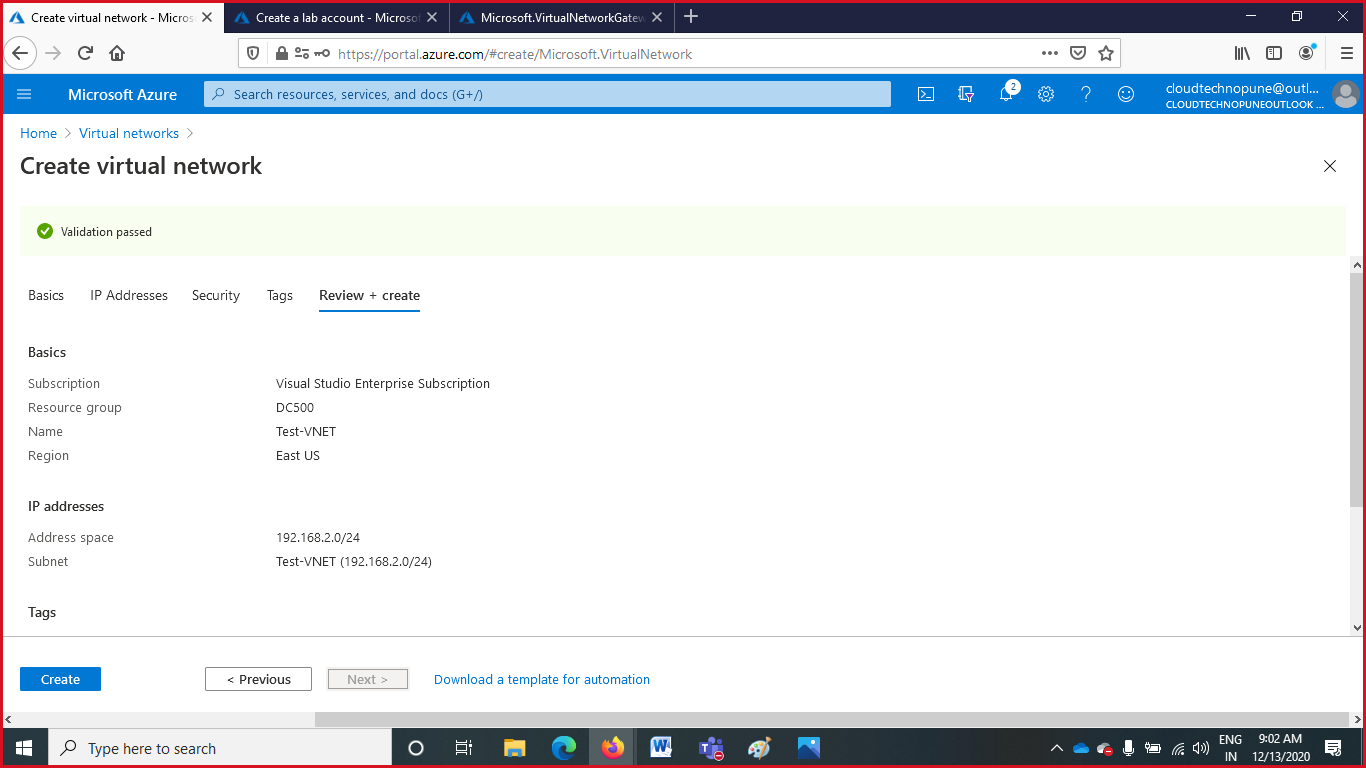 Create virtual network - Micros
Create a lab account - Microsof
Microsoft.VirtualNetworkGatew
https://portal.azure.com/#create/Microsoft.VirtualNetwork
Microsoft Azure
Search resources, services, and docs (G+/)
2
cloudtechnopune@outl...
CLOUDTECHNOPUNEOUTLOOK ...
Home > Virtual networks >
Create virtual network
Validation passed
Basics IP Addresses Security Tags Review + create
Basics
Subscription Visual Studio Enterprise Subscription
Resource group DC500
Name Test-VNET
Region East US
IP addresses
Address space 192.168.2.0/24
Subnet Test-VNET (192.168.2.0/24)
Tags
Create < Previous Next > Download a template for automation
Type here to search
ENG
IN
9:02 AM
12/13/2020